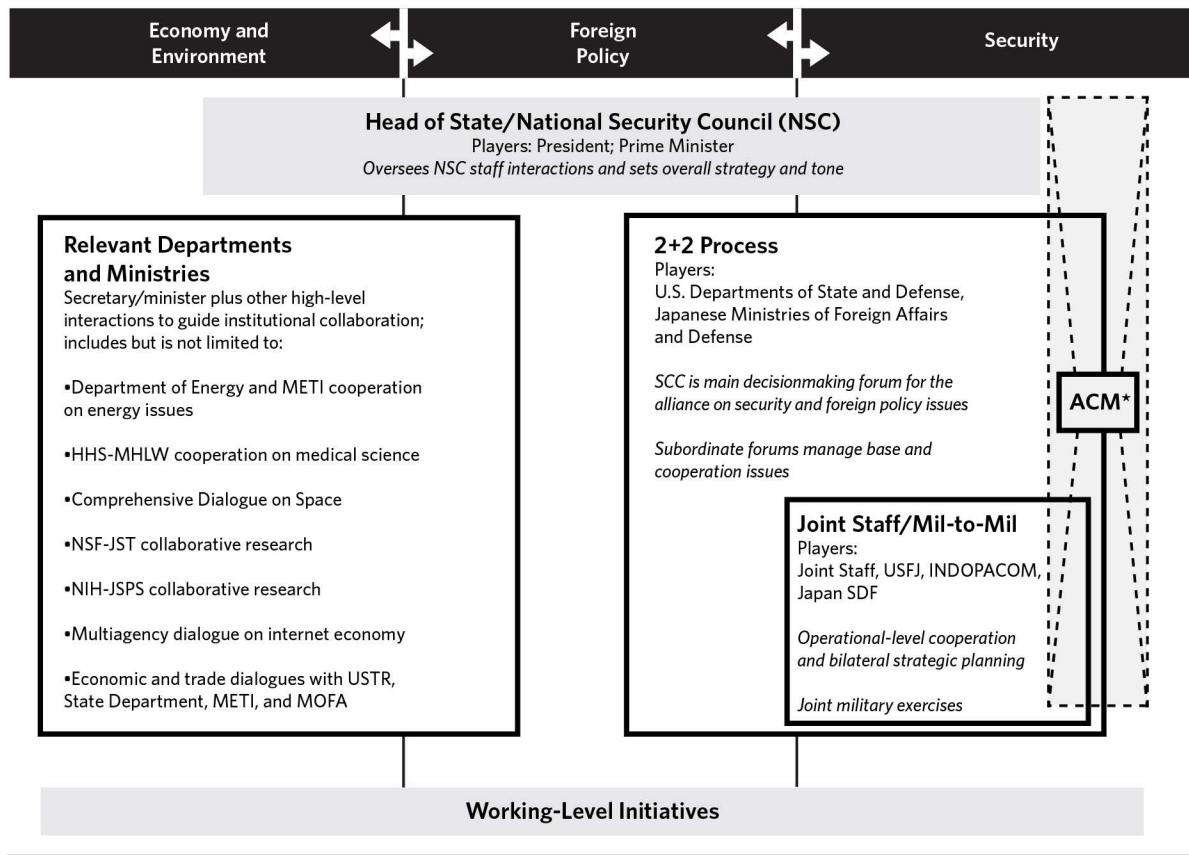 Economy and
Environment
Foreign
Policy
Security
Head of State/National Security Council (NSC)
Players: President; Prime Minister
Oversees NSC staff interactions and sets overall strategy and tone
Relevant Departments
and Ministries
Secretary/minister plus other high-level
interactions to guide institutional collaboration;
includes but is not limited to:
•Department of Energy and METI cooperation
on energy issues
•HHS-MHLW cooperation on medical science
•Comprehensive Dialogue on Space
•NSF-JST collaborative research
•NIH-JSPS collaborative research
•Multiagency dialogue on internet economy
•Economic and trade dialogues with USTR,
State Department, METI, and MOFA
2+2 Process
Players:
U.S. Departments of State and Defense,
Japanese Ministries of Foreign Affairs
and Defense
SCC is main decisionmaking forum for the
alliance on security and foreign policy issues
Subordinate forums manage base and
cooperation issues
ACM*
Joint Staff/Mil-to-Mil
Players:
Joint Staff, USFJ, INDOPACOM,
Japan SDF
Operational-level cooperation
and bilateral strategic planning
Joint military exercises
Working-Level Initiatives